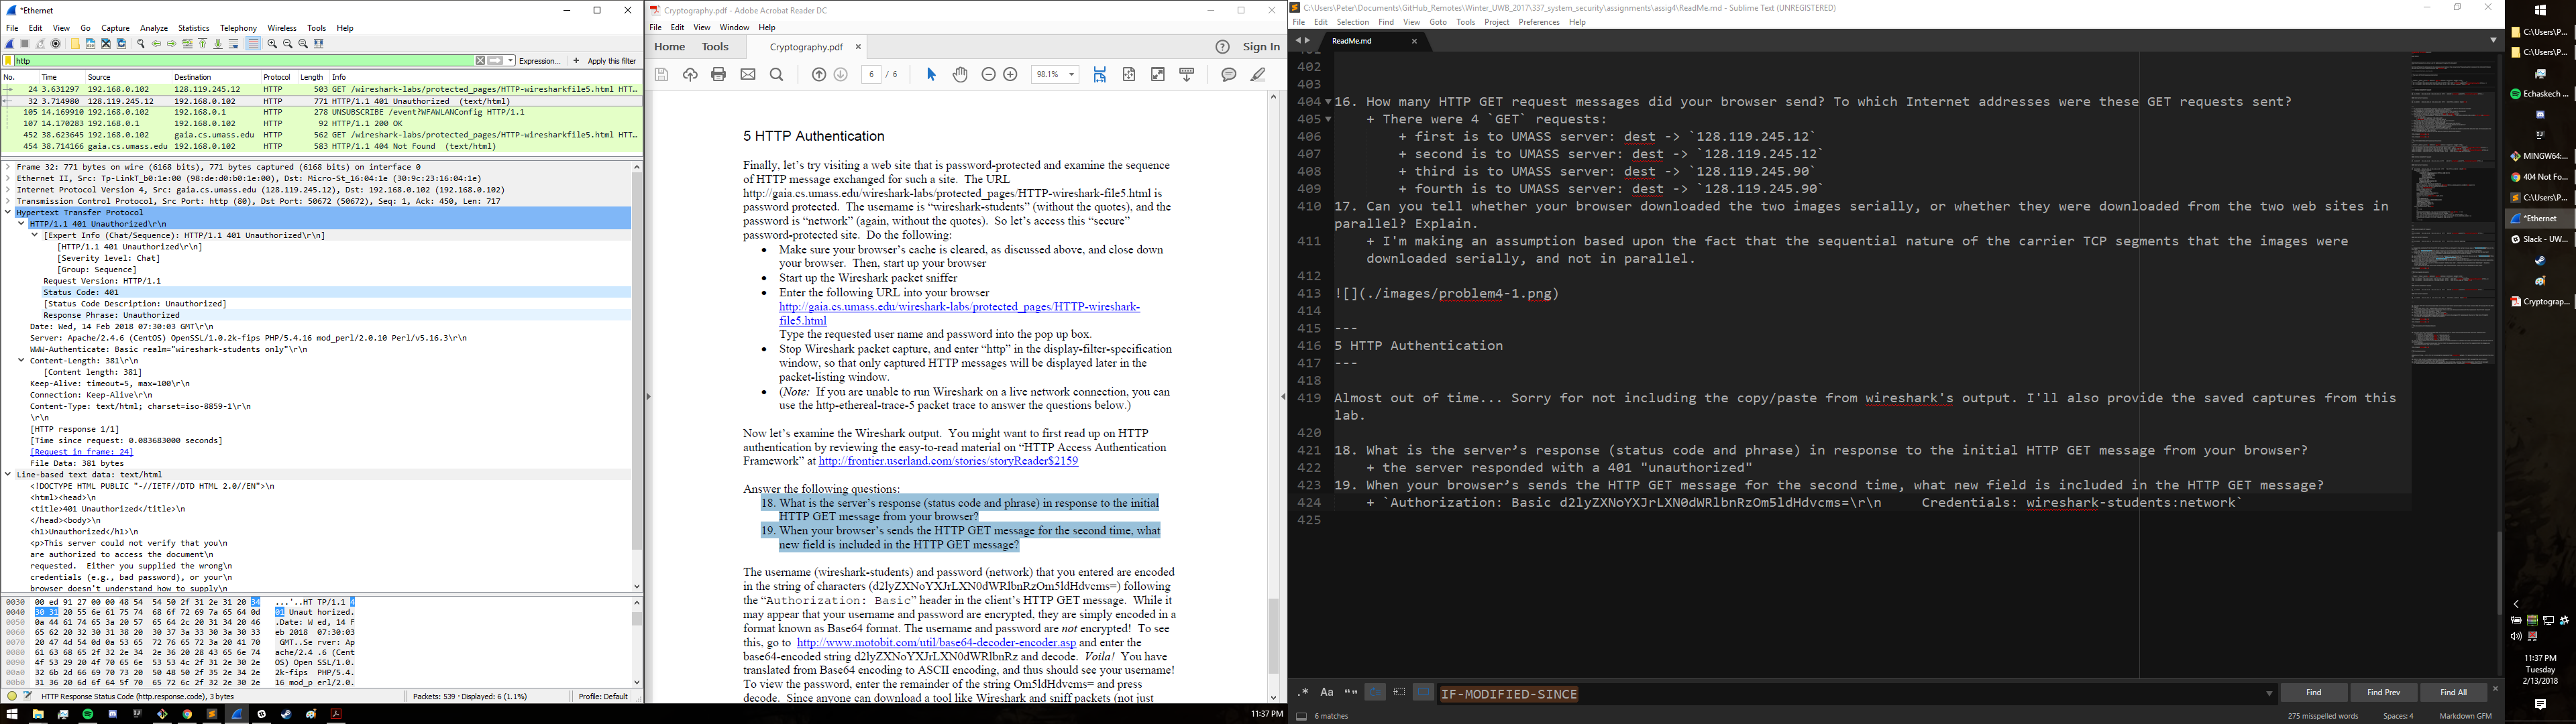 *Ethernet
File Edit View Go Capture Analyze Statistics Telephony Wireless Tools Help
http
Expression... + Apply this filter
No. Time Source Destination Protocol Length Info
24 3.631297 192.168.0.102 128.119.245.12 HTTP 503 GET /wireshark-labs/protected_pages/HTTP-wiresharkfile5.html HTT...
32 3.714980 128.119.245.12 192.168.0.102 HTTP 771 HTTP/1.1 401 Unauthorized (text/html)
105 14.169910 192.168.0.102 192.168.0.1 HTTP 278 UNSUBSCRIBE /event?WFAWLANConfig HTTP/1.1
107 14.170283 192.168.0.1 192.168.0.102 HTTP 92 HTTP/1.1 200 OK
452 38.623645 192.168.0.102 gaia.cs.umass.edu HTTP 562 GET /wireshark-labs/protected_pages/HTTP-wiresharkfile5.html HTT...
454 38.714166 gaia.cs.umass.edu 192.168.0.102 HTTP 583 HTTP/1.1 404 Not Found (text/html)
Frame 32: 771 bytes on wire (6168 bits), 771 bytes captured (6168 bits) on interface 0
Ethernet II, Src: Tp-LinkT_b0:1e:00 (98:de:d0:b0:1e:00), Dst: Micro-St_16:04:1e (30:9c:23:16:04:1e)
Internet Protocol Version 4, Src: gaia.cs.umass.edu (128.119.245.12), Dst: 192.168.0.102 (192.168.0.102)
Transmission Control Protocol, Src Port: http (80), Dst Port: 50672 (50672), Seq: 1, Ack: 450, Len: 717
Hypertext Transfer Protocol
HTTP/1.1 401 Unauthorized\r\n
[Expert Info (Chat/Sequence): HTTP/1.1 401 Unauthorized\r\n]
[HTTP/1.1 401 Unauthorized\r\n]
[Severity level: Chat]
[Group: Sequence]
Request Version: HTTP/1.1
Status Code: 401
[Status Code Description: Unauthorized]
Response Phrase: Unauthorized
Date: Wed, 14 Feb 2018 07:30:03 GMT\r\n
Server: Apache/2.4.6 (CentOS) OpenSSL/1.0.2k-fips PHP/5.4.16 mod_perl/2.0.10 Perl/v5.16.3\r\n
WWW-Authenticate: Basic realm="wireshark-students only"\r\n
Content-Length: 381\r\n
[Content length: 381]
Keep-Alive: timeout=5, max=100\r\n
Connection: Keep-Alive\r\n
Content-Type: text/html; charset=iso-8859-1\r\n
\r\n
[HTTP response 1/1]
[Time since request: 0.083683000 seconds]
[Request in frame: 24]
File Data: 381 bytes
Line-based text data: text/html
<!DOCTYPE HTML PUBLIC "-//IETF//DTD HTML 2.0//EN">\n
<html><head>\n
<title>401 Unauthorized</title>\n
</head><body>\n
<h1>Unauthorized</h1>\n
<p>This server could not verify that you\n
are authorized to access the document\n
requested. Either you supplied the wrong\n
credentials (e.g., bad password), or your\n
browser doesn't understand how to supply\n
0030 00 ed 91 27 00 00 48 54 54 50 2f 31 2e 31 20 34 ...'..HT TP/1.1 4
0040 30 31 20 55 6e 61 75 74 68 6f 72 69 7a 65 64 0d 01 Unaut horized.
0050 0a 44 61 74 65 3a 20 57 65 64 2c 20 31 34 20 46 .Date: W ed, 14 F
0060 65 62 20 32 30 31 38 20 30 37 3a 33 30 3a 30 33 eb 2018 07:30:03
0070 20 47 4d 54 0d 0a 53 65 72 76 65 72 3a 20 41 70 GMT..Se rver: Ap
0080 61 63 68 65 2f 32 2e 34 2e 36 20 28 43 65 6e 74 ache/2.4 .6 (Cent
0090 4f 53 29 20 4f 70 65 6e 53 53 4c 2f 31 2e 30 2e OS) Open SSL/1.0.
00a0 32 6b 2d 66 69 70 73 20 50 48 50 2f 35 2e 34 2e 2k-fips PHP/5.4.
00b0 31 36 20 6d 6f 64 5f 70 65 72 6c 2f 32 2e 30 2e 16 mod_p erl/2.0.
HTTP Response Status Code (http.response.code), 3 bytes Packets: 539 · Displayed: 6 (1.1%) Profile: Default
Cryptography.pdf - Adobe Acrobat Reader DC
File Edit View Window Help
Home Tools Cryptography.pdf × Sign In
6 / 6 98.1%
5 HTTP Authentication
Finally, let's try visiting a web site that is password-protected and examine the sequence
of HTTP message exchanged for such a site. The URL
http://gaia.cs.umass.edu/wireshark-labs/protected_pages/HTTP-wireshark-file5.html is
password protected. The username is "wireshark-students" (without the quotes), and the
password is "network" (again, without the quotes). So let's access this "secure"
password-protected site. Do the following:
• Make sure your browser's cache is cleared, as discussed above, and close down
your browser. Then, start up your browser
• Start up the Wireshark packet sniffer
• Enter the following URL into your browser
http://gaia.cs.umass.edu/wireshark-labs/protected_pages/HTTP-wireshark-
file5.html
Type the requested user name and password into the pop up box.
• Stop Wireshark packet capture, and enter "http" in the display-filter-specification
window, so that only captured HTTP messages will be displayed later in the
packet-listing window.
• (Note: If you are unable to run Wireshark on a live network connection, you can
use the http-ethereal-trace-5 packet trace to answer the questions below.)
Now let's examine the Wireshark output. You might want to first read up on HTTP
authentication by reviewing the easy-to-read material on "HTTP Access Authentication
Framework" at http://frontier.userland.com/stories/storyReader$2159
Answer the following questions:
18. What is the server's response (status code and phrase) in response to the initial
HTTP GET message from your browser?
19. When your browser's sends the HTTP GET message for the second time, what
new field is included in the HTTP GET message?
The username (wireshark-students) and password (network) that you entered are encoded
in the string of characters (d2lyZXNoYXJrLXN0dWRlbnRzOm5ldHdvcms=) following
the "Authorization: Basic" header in the client's HTTP GET message. While it
may appear that your username and password are encrypted, they are simply encoded in a
format known as Base64 format. The username and password are not encrypted! To see
this, go to http://www.motobit.com/util/base64-decoder-encoder.asp and enter the
base64-encoded string d2lyZXNoYXJrLXN0dWRlbnRz and decode. Voila! You have
translated from Base64 encoding to ASCII encoding, and thus should see your username!
To view the password, enter the remainder of the string Om5ldHdvcms= and press
decode. Since anyone can download a tool like Wireshark and sniff packets (not just
11:37 PM
C:\Users\Peter\Documents\GitHub_Remotes\Winter_UWB_2017\337_system_security\assignments\assig4\ReadMe.md - Sublime Text (UNREGISTERED)
File Edit Selection Find View Goto Tools Project Preferences Help
ReadMe.md ×
402
403
404 16. How many HTTP GET request messages did your browser send? To which Internet addresses were these GET requests sent?
405 + There were 4 `GET` requests:
406 + first is to UMASS server: dest -> `128.119.245.12`
407 + second is to UMASS server: dest -> `128.119.245.12`
408 + third is to UMASS server: dest -> `128.119.245.90`
409 + fourth is to UMASS server: dest -> `128.119.245.90`
410 17. Can you tell whether your browser downloaded the two images serially, or whether they were downloaded from the two web sites in
parallel? Explain.
411 + I'm making an assumption based upon the fact that the sequential nature of the carrier TCP segments that the images were
downloaded serially, and not in parallel.
412
413 ![](./images/problem4-1.png)
414
415 ---
416 5 HTTP Authentication
417 ---
418
419 Almost out of time... Sorry for not including the copy/paste from wireshark's output. I'll also provide the saved captures from this
lab.
420
421 18. What is the server's response (status code and phrase) in response to the initial HTTP GET message from your browser?
422 + the server responded with a 401 "unauthorized"
423 19. When your browser's sends the HTTP GET message for the second time, what new field is included in the HTTP GET message?
424 + `Authorization: Basic d2lyZXNoYXJrLXN0dWRlbnRzOm5ldHdvcms=\r\n Credentials: wireshark-students:network`
425
.* Aa "" IF-MODIFIED-SINCE Find Find Prev Find All
6 matches 275 misspelled words Spaces: 4 Markdown GFM
C:\Users\P...
C:\Users\P...
Echaskech ...
MINGW64:...
404 Not Fo...
C:\Users\P...
*Ethernet
Slack - UW...
Cryptograp...
11:37 PM
Tuesday
2/13/2018